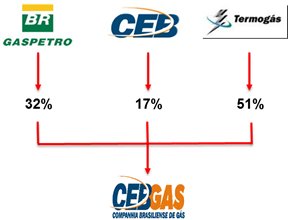 BR
GASPETRO
CEB
Termogás
32%
17%
51%
CEBGAS
COMPANHIA BRASILIENSE DE GÁS